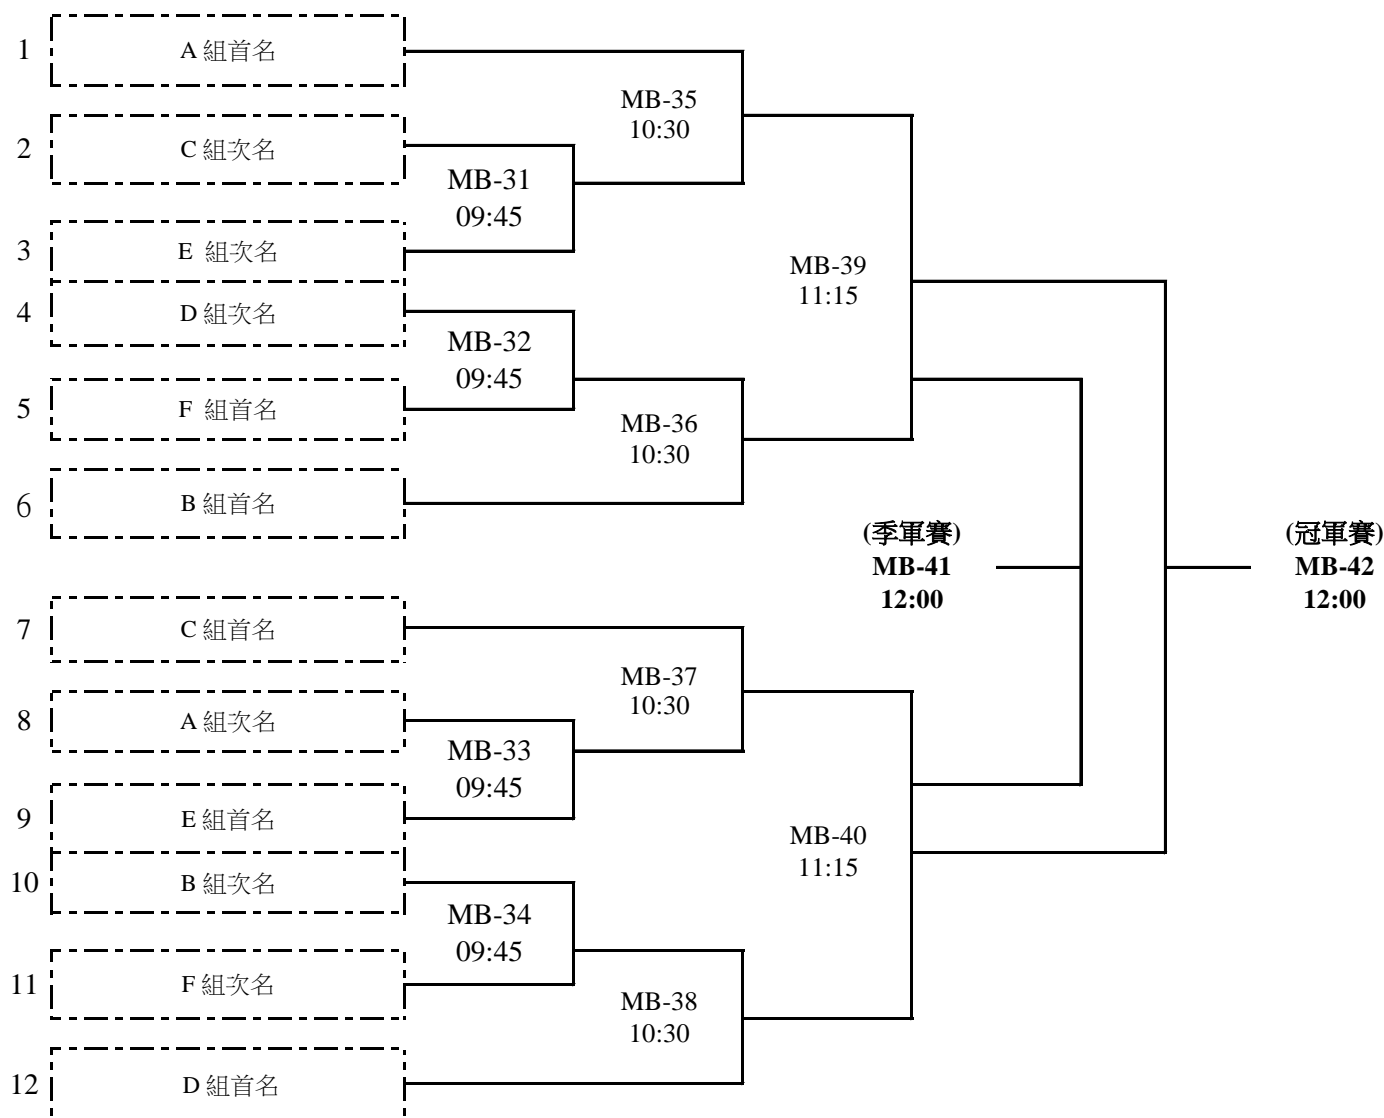 1 A 組首名
MB-35
10:30
2 C 組次名
MB-31
09:45
3 E 組次名
MB-39
11:15
4 D 組次名
MB-32
09:45
5 F 組首名
MB-36
10:30
6 B 組首名
(季軍賽)
MB-41
12:00
(冠軍賽)
MB-42
12:00
7 C 組首名
MB-37
10:30
8 A 組次名
MB-33
09:45
9 E 組首名
MB-40
11:15
10 B 組次名
MB-34
09:45
11 F 組次名
MB-38
10:30
12 D 組首名